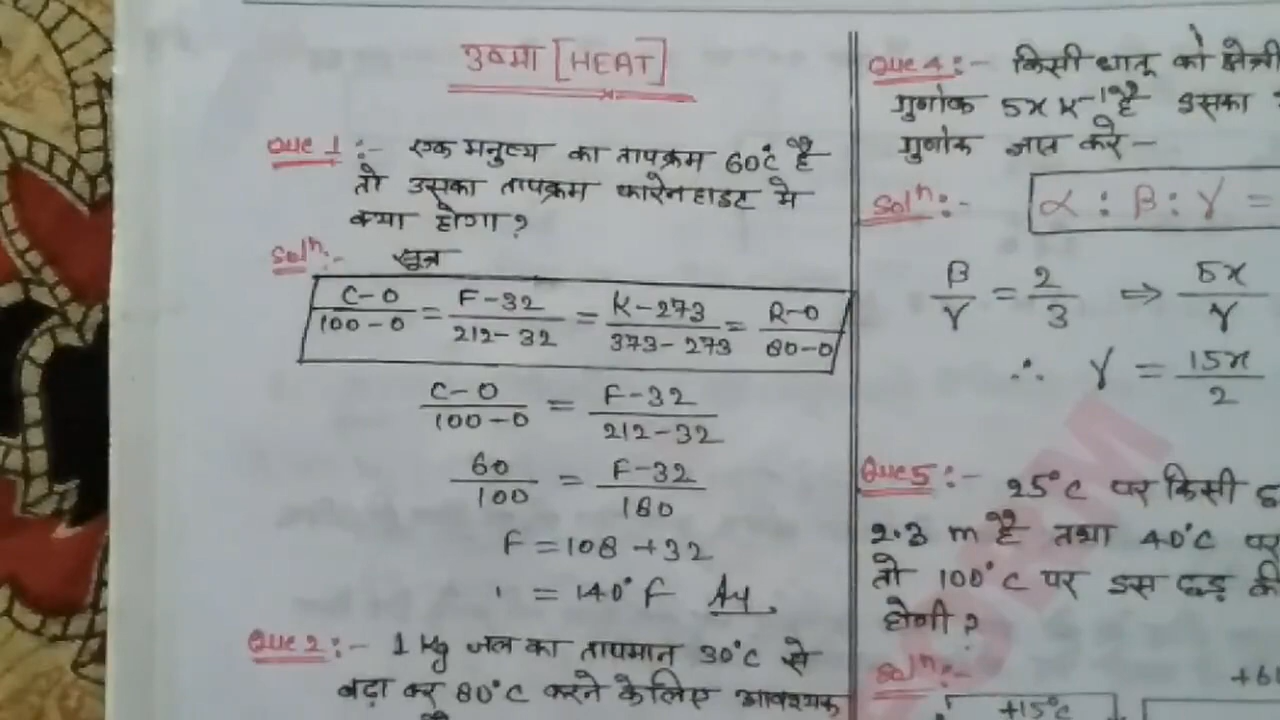 उष्मा [HEAT]
Que 1 :- एक मनुष्य का तापक्रम 60°C है
तो उसका तापक्रम फारेनहाइट मे
क्या होगा ?
Solⁿ:- सूत्र
C-0/100-0 = F-32/212-32 = K-273/373-273 = R-0/80-0
C-0/100-0 = F-32/212-32
60/100 = F-32/180
F = 108 + 32
= 140°F Ay.
Que 2 :- 1 Kg जल का तापमान 30°C से
बढ़ा कर 80°C करने के लिए आवश्यक
Que 4 :- किसी धातू को क्षेत्री
गुणांक 5x K⁻¹ है इसका
गुणांक ज्ञात करे -
Solⁿ:- α : β : γ =
β/γ = 2/3 ⇒ 5x/γ
∴ γ = 15x/2
Que 5 :- 25°C पर किसी छ
2.3 m है तथा 40°C पर
तो 100°C पर इस छड़ की
होगी ?
Solⁿ:-
+15°C